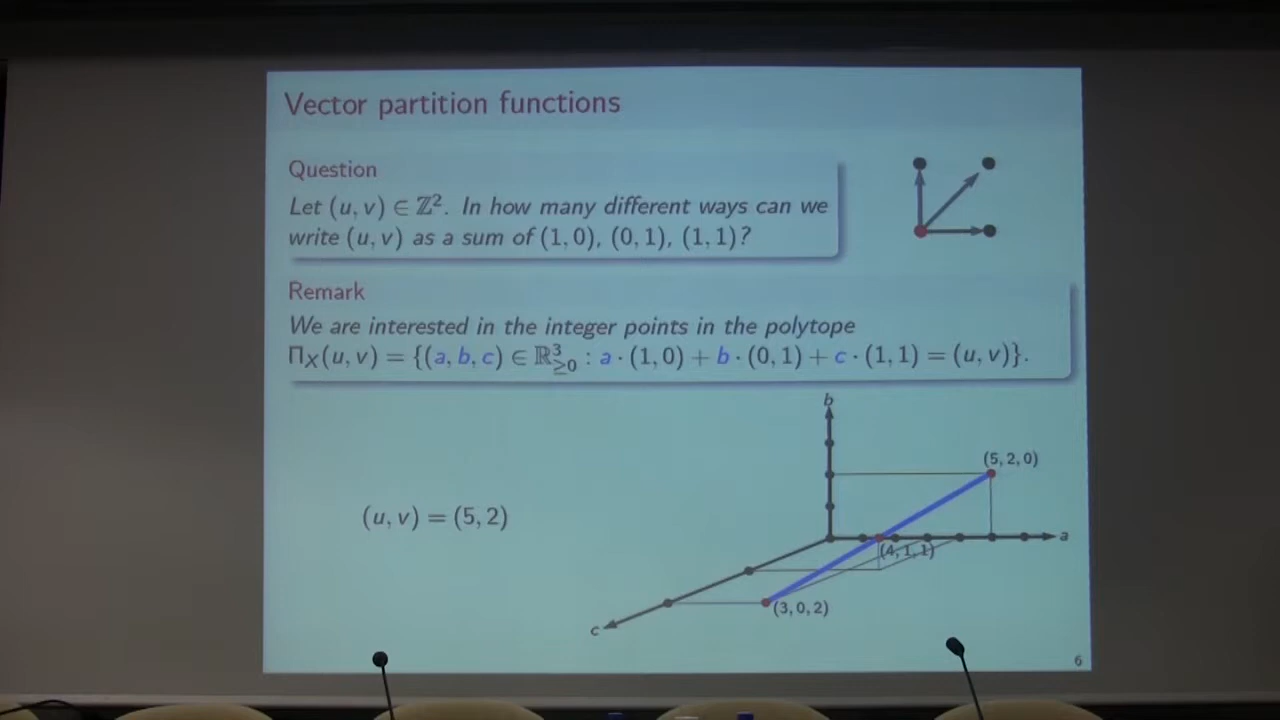 Vector partition functions
Question
Let (u, v) ∈ ℤ². In how many different ways can we
write (u, v) as a sum of (1, 0), (0, 1), (1, 1)?
Remark
We are interested in the integer points in the polytope
Π_X(u, v) = {(a, b, c) ∈ ℝ³_≥0 : a · (1, 0) + b · (0, 1) + c · (1, 1) = (u, v)}.
b
(5, 2, 0)
(u, v) = (5, 2)
a
(4, 1, 1)
(3, 0, 2)
c
6